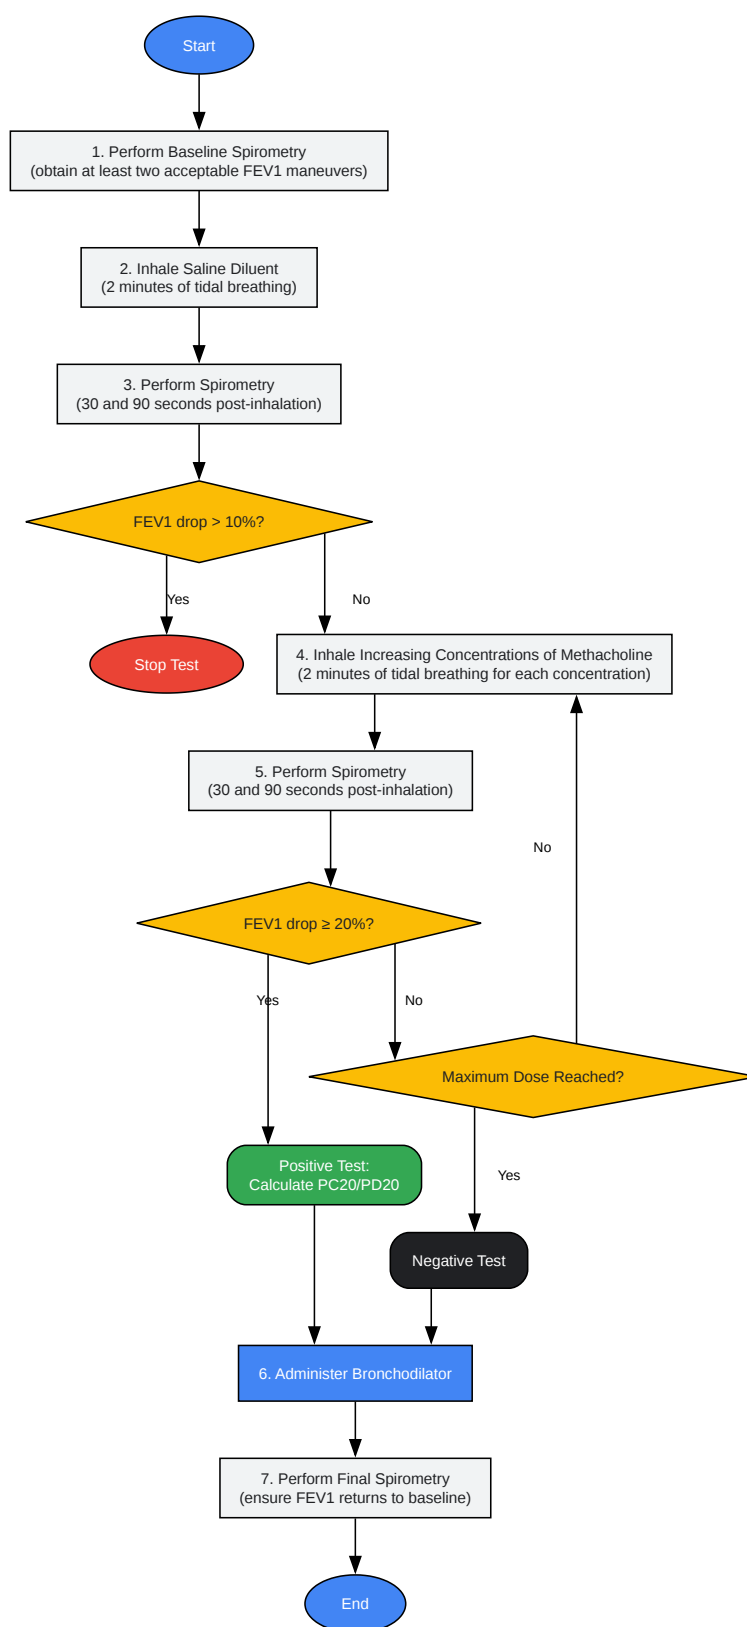 Start
1. Perform Baseline Spirometry
(obtain at least two acceptable FEV1 maneuvers)
2. Inhale Saline Diluent
(2 minutes of tidal breathing)
3. Perform Spirometry
(30 and 90 seconds post-inhalation)
FEV1 drop > 10%?
Yes
No
Stop Test
4. Inhale Increasing Concentrations of Methacholine
(2 minutes of tidal breathing for each concentration)
5. Perform Spirometry
(30 and 90 seconds post-inhalation)
No
FEV1 drop ≥ 20%?
Yes
No
Maximum Dose Reached?
Positive Test:
Calculate PC20/PD20
Yes
Negative Test
6. Administer Bronchodilator
7. Perform Final Spirometry
(ensure FEV1 returns to baseline)
End